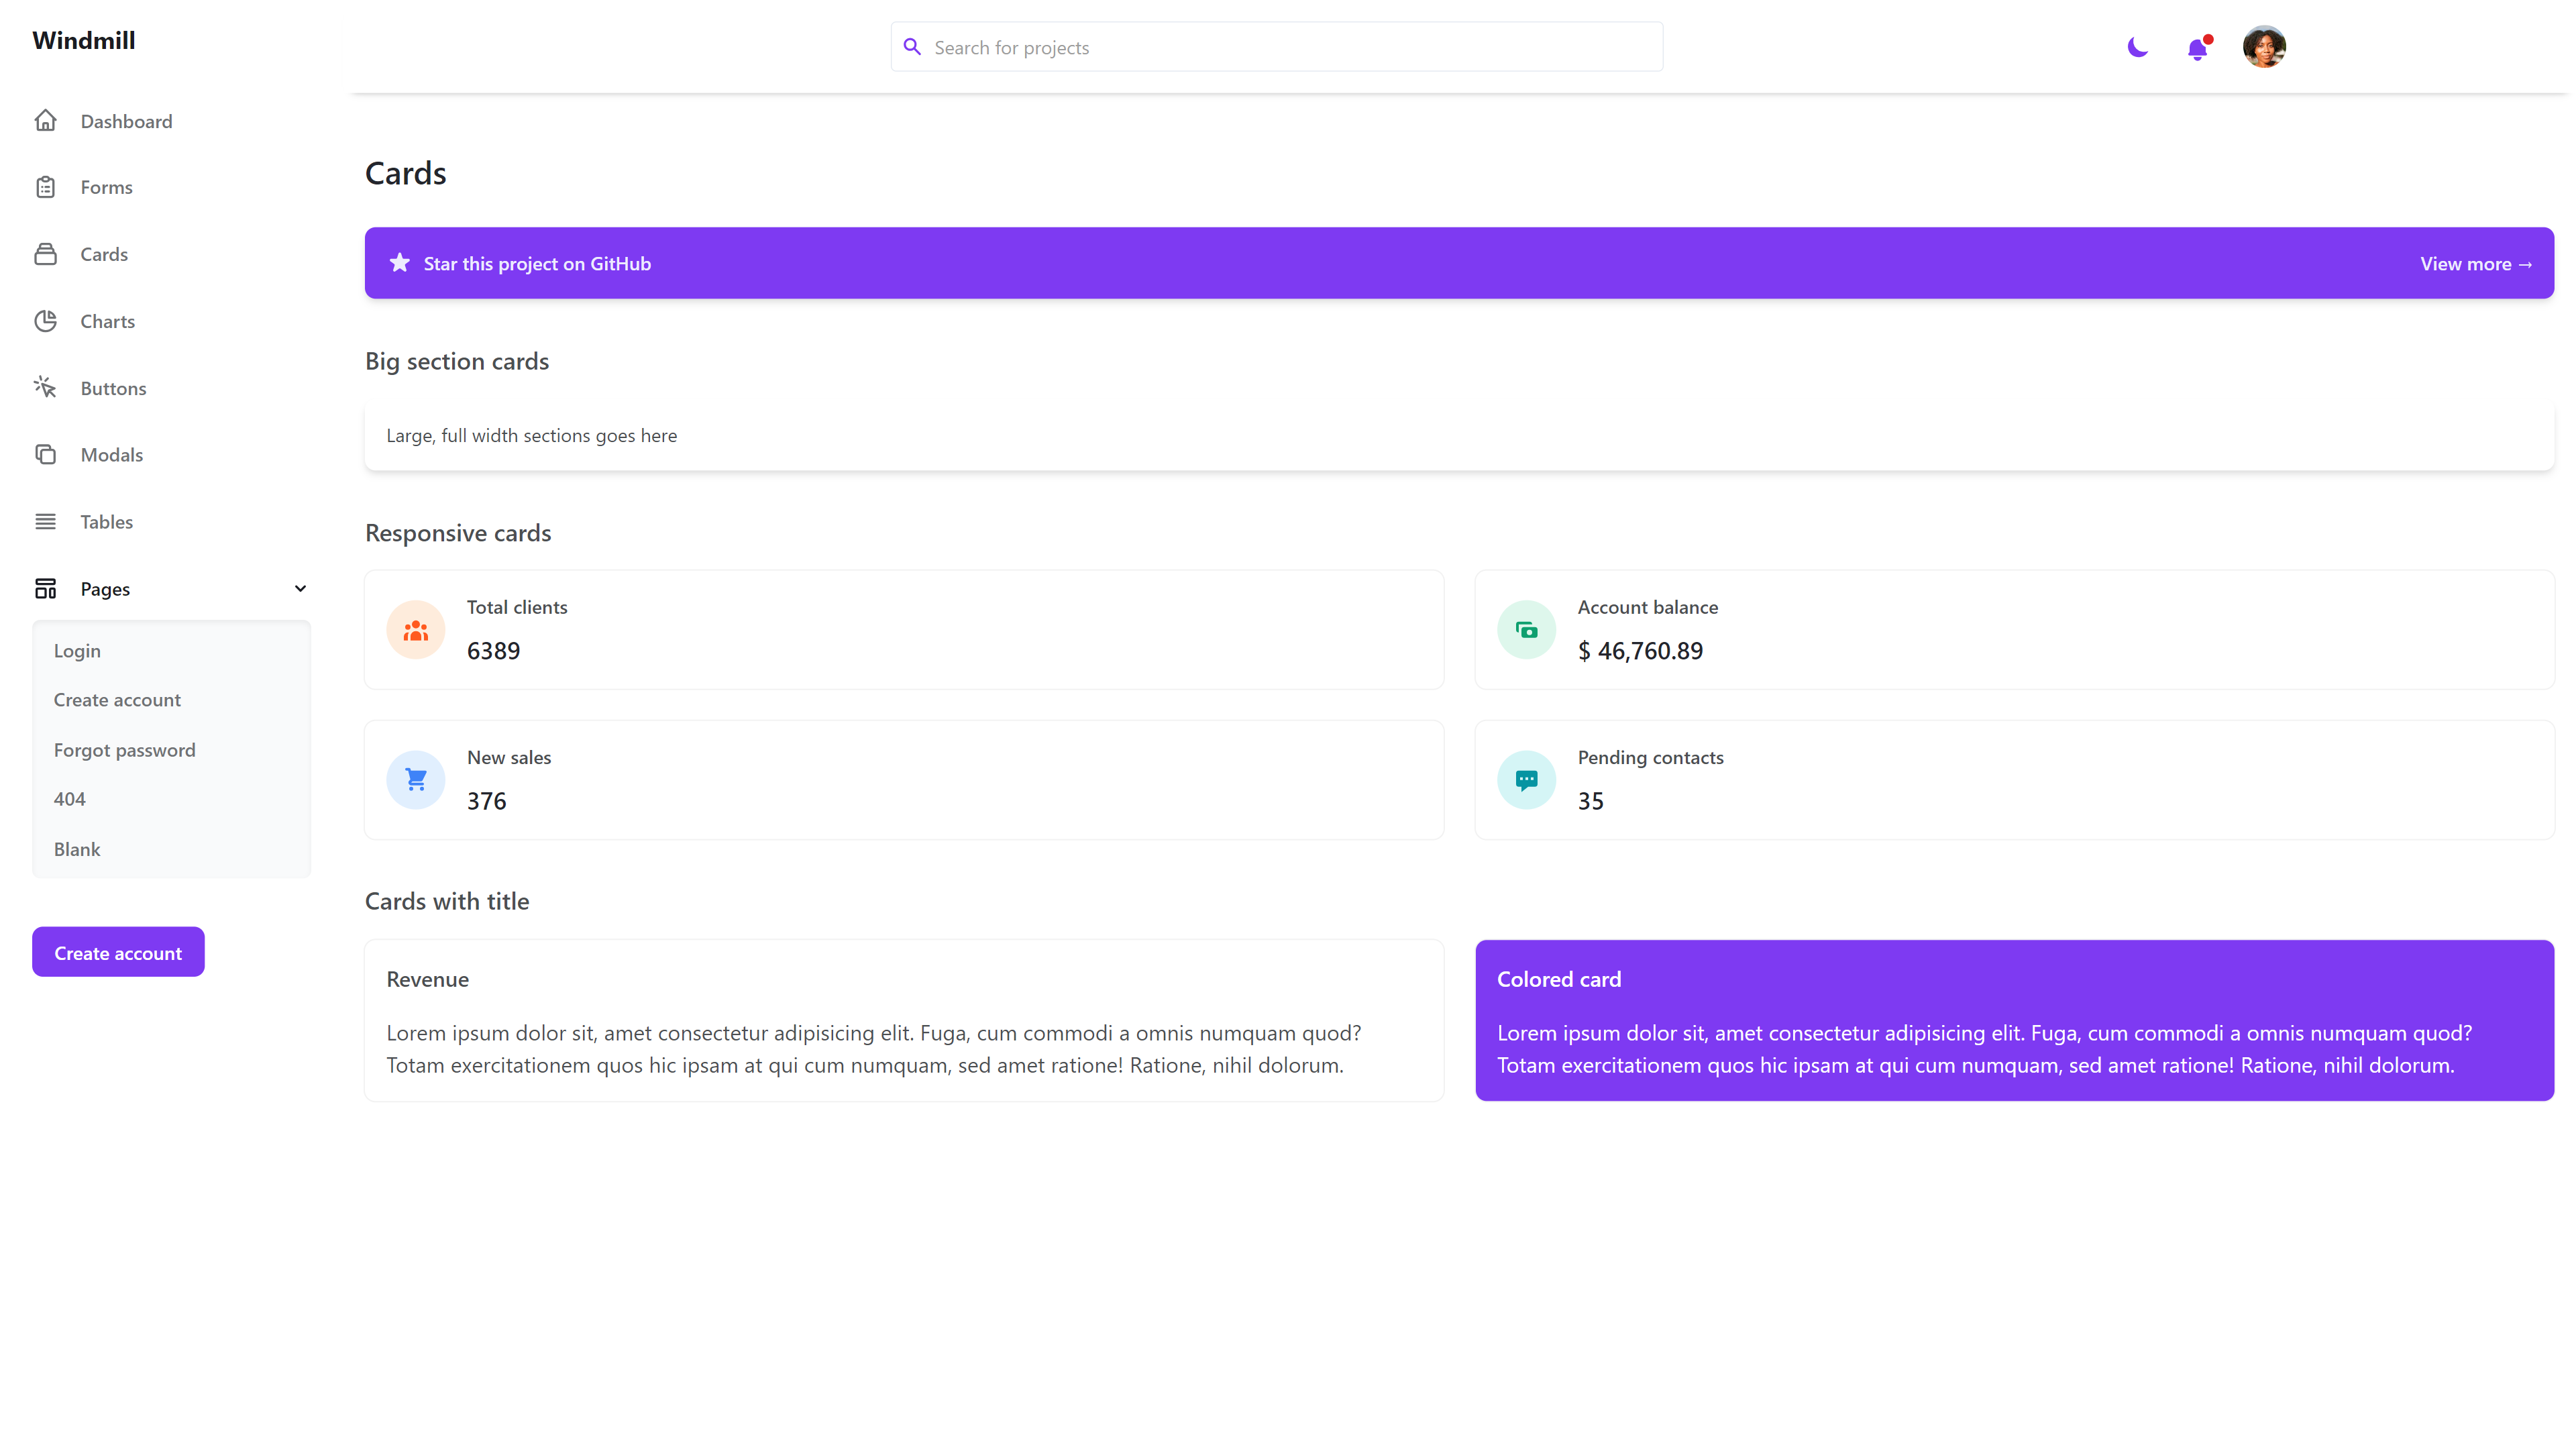 Windmill
Search for projects
Dashboard
Forms
Cards
Charts
Buttons
Modals
Tables
Pages
Login
Create account
Forgot password
404
Blank
Create account
Cards
Star this project on GitHub
View more →
Big section cards
Large, full width sections goes here
Responsive cards
Total clients
6389
Account balance
$ 46,760.89
New sales
376
Pending contacts
35
Cards with title
Revenue
Lorem ipsum dolor sit, amet consectetur adipisicing elit. Fuga, cum commodi a omnis numquam quod?
Totam exercitationem quos hic ipsam at qui cum numquam, sed amet ratione! Ratione, nihil dolorum.
Colored card
Lorem ipsum dolor sit, amet consectetur adipisicing elit. Fuga, cum commodi a omnis numquam quod?
Totam exercitationem quos hic ipsam at qui cum numquam, sed amet ratione! Ratione, nihil dolorum.